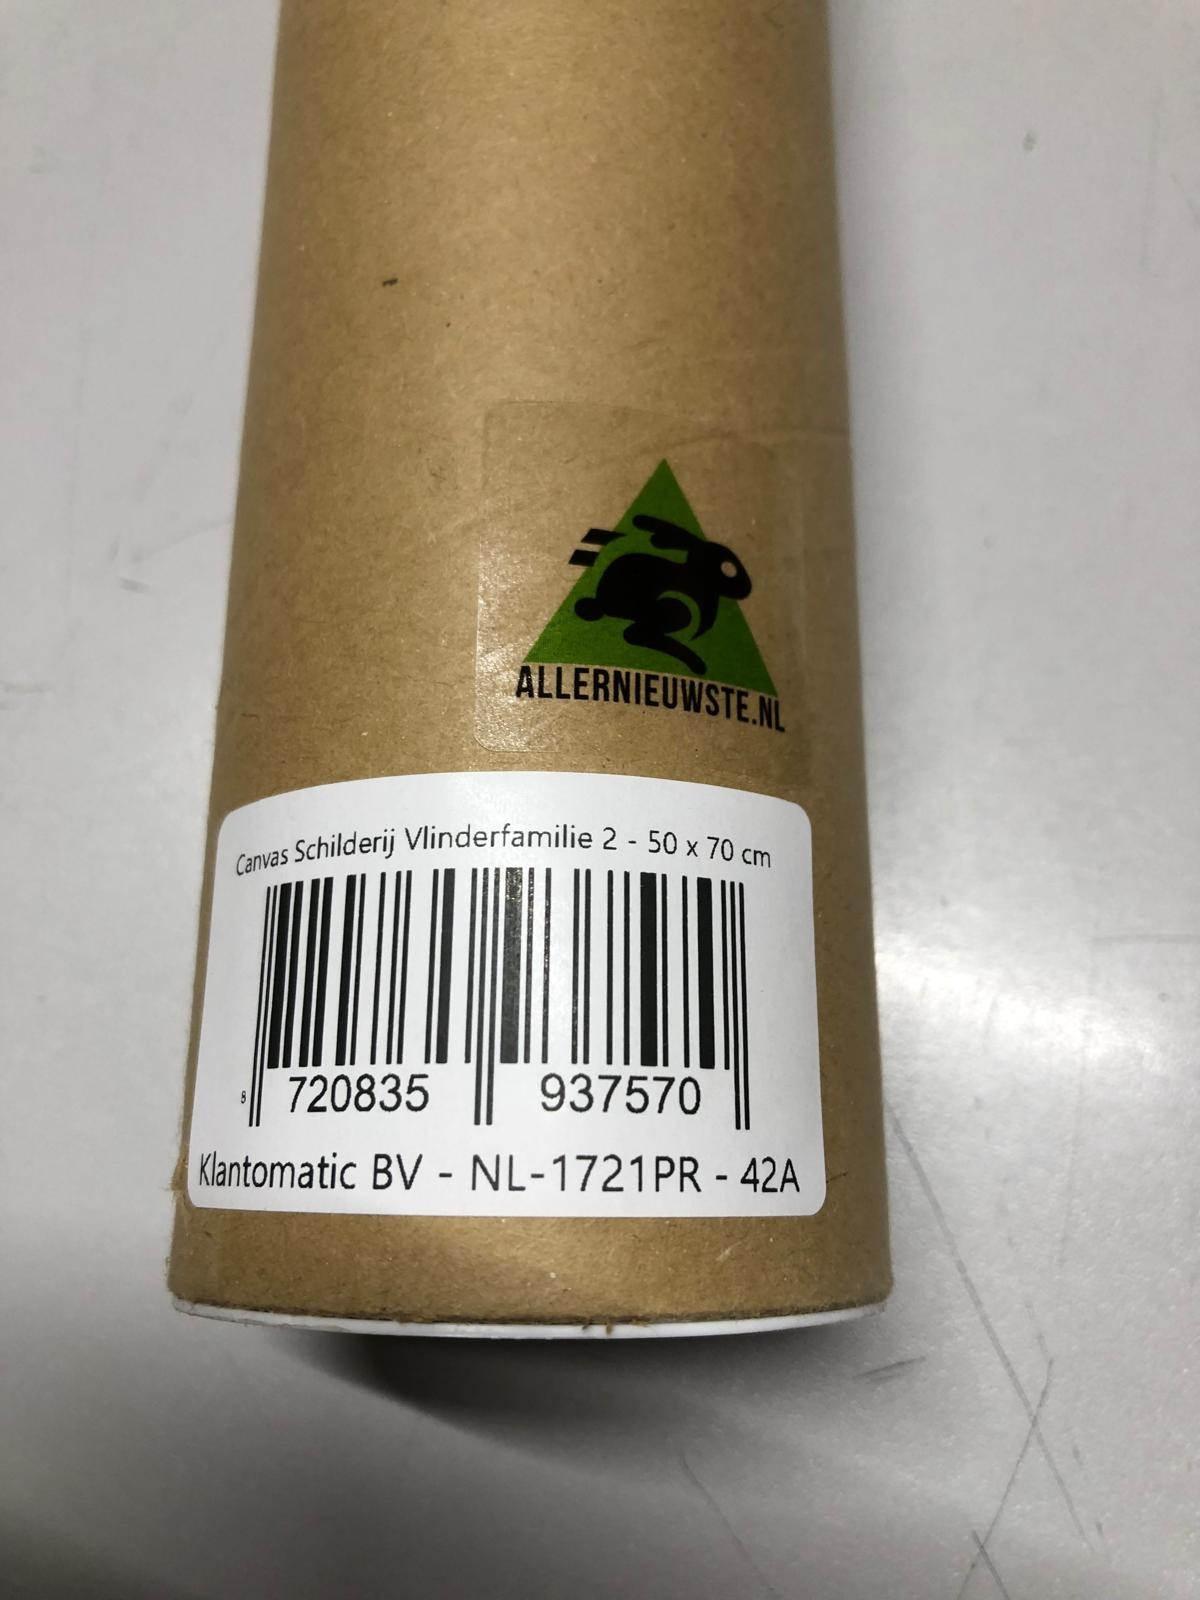 ALLERNIEUWSTE.NL
Canvas Schilderij Vlinderfamilie 2 - 50 x 70 cm
8 720835 937570
Klantomatic BV - NL-1721PR - 42A